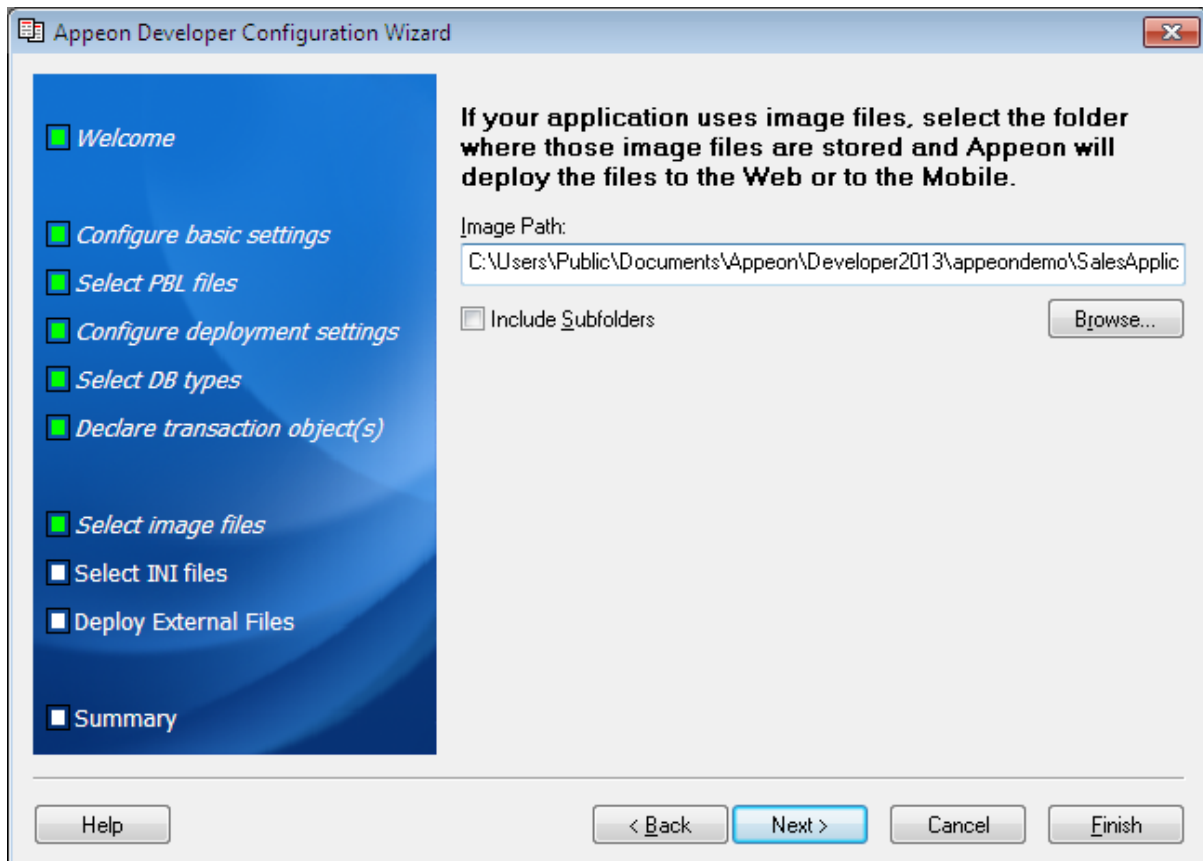 Appeon Developer Configuration Wizard
Welcome
Configure basic settings
Select PBL files
Configure deployment settings
Select DB types
Declare transaction object(s)
Select image files
Select INI files
Deploy External Files
Summary
If your application uses image files, select the folder
where those image files are stored and Appeon will
deploy the files to the Web or to the Mobile.
Image Path:
C:\Users\Public\Documents\Appeon\Developer2013\appeondemo\SalesApplic
Include Subfolders
Browse...
Help
< Back
Next >
Cancel
Finish